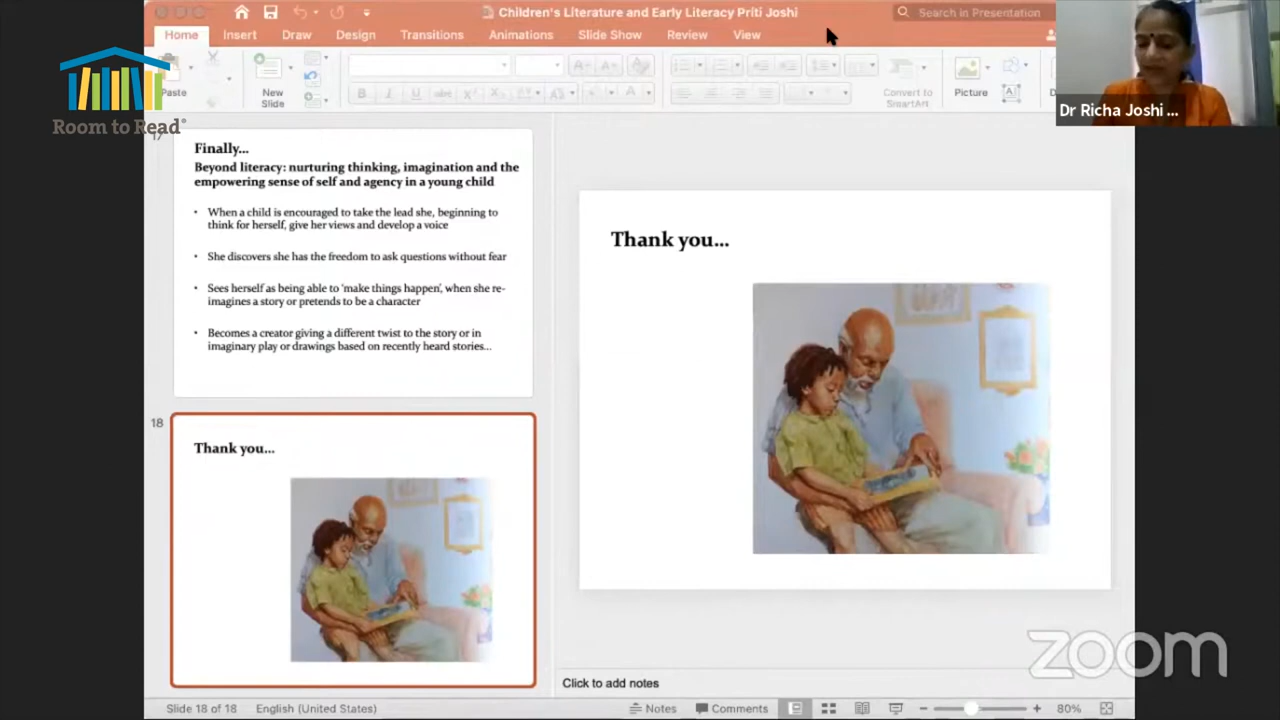 Children's Literature and Early Literacy Priti Joshi
Search in Presentation
Home Insert Draw Design Transitions Animations Slide Show Review View
Paste
New
Slide
Convert to
SmartArt
Picture
Room to Read®
Dr Richa Joshi ...
17
Finally...
Beyond literacy: nurturing thinking, imagination and the
empowering sense of self and agency in a young child
• When a child is encouraged to take the lead she, beginning to
think for herself, give her views and develop a voice
• She discovers she has the freedom to ask questions without fear
• Sees herself as being able to 'make things happen', when she re-
imagines a story or pretends to be a character
• Becomes a creator giving a different twist to the story or in
imaginary play or drawings based on recently heard stories...
18
Thank you...
Thank you...
zoom
Click to add notes
Slide 18 of 18 English (United States) Notes Comments 80%